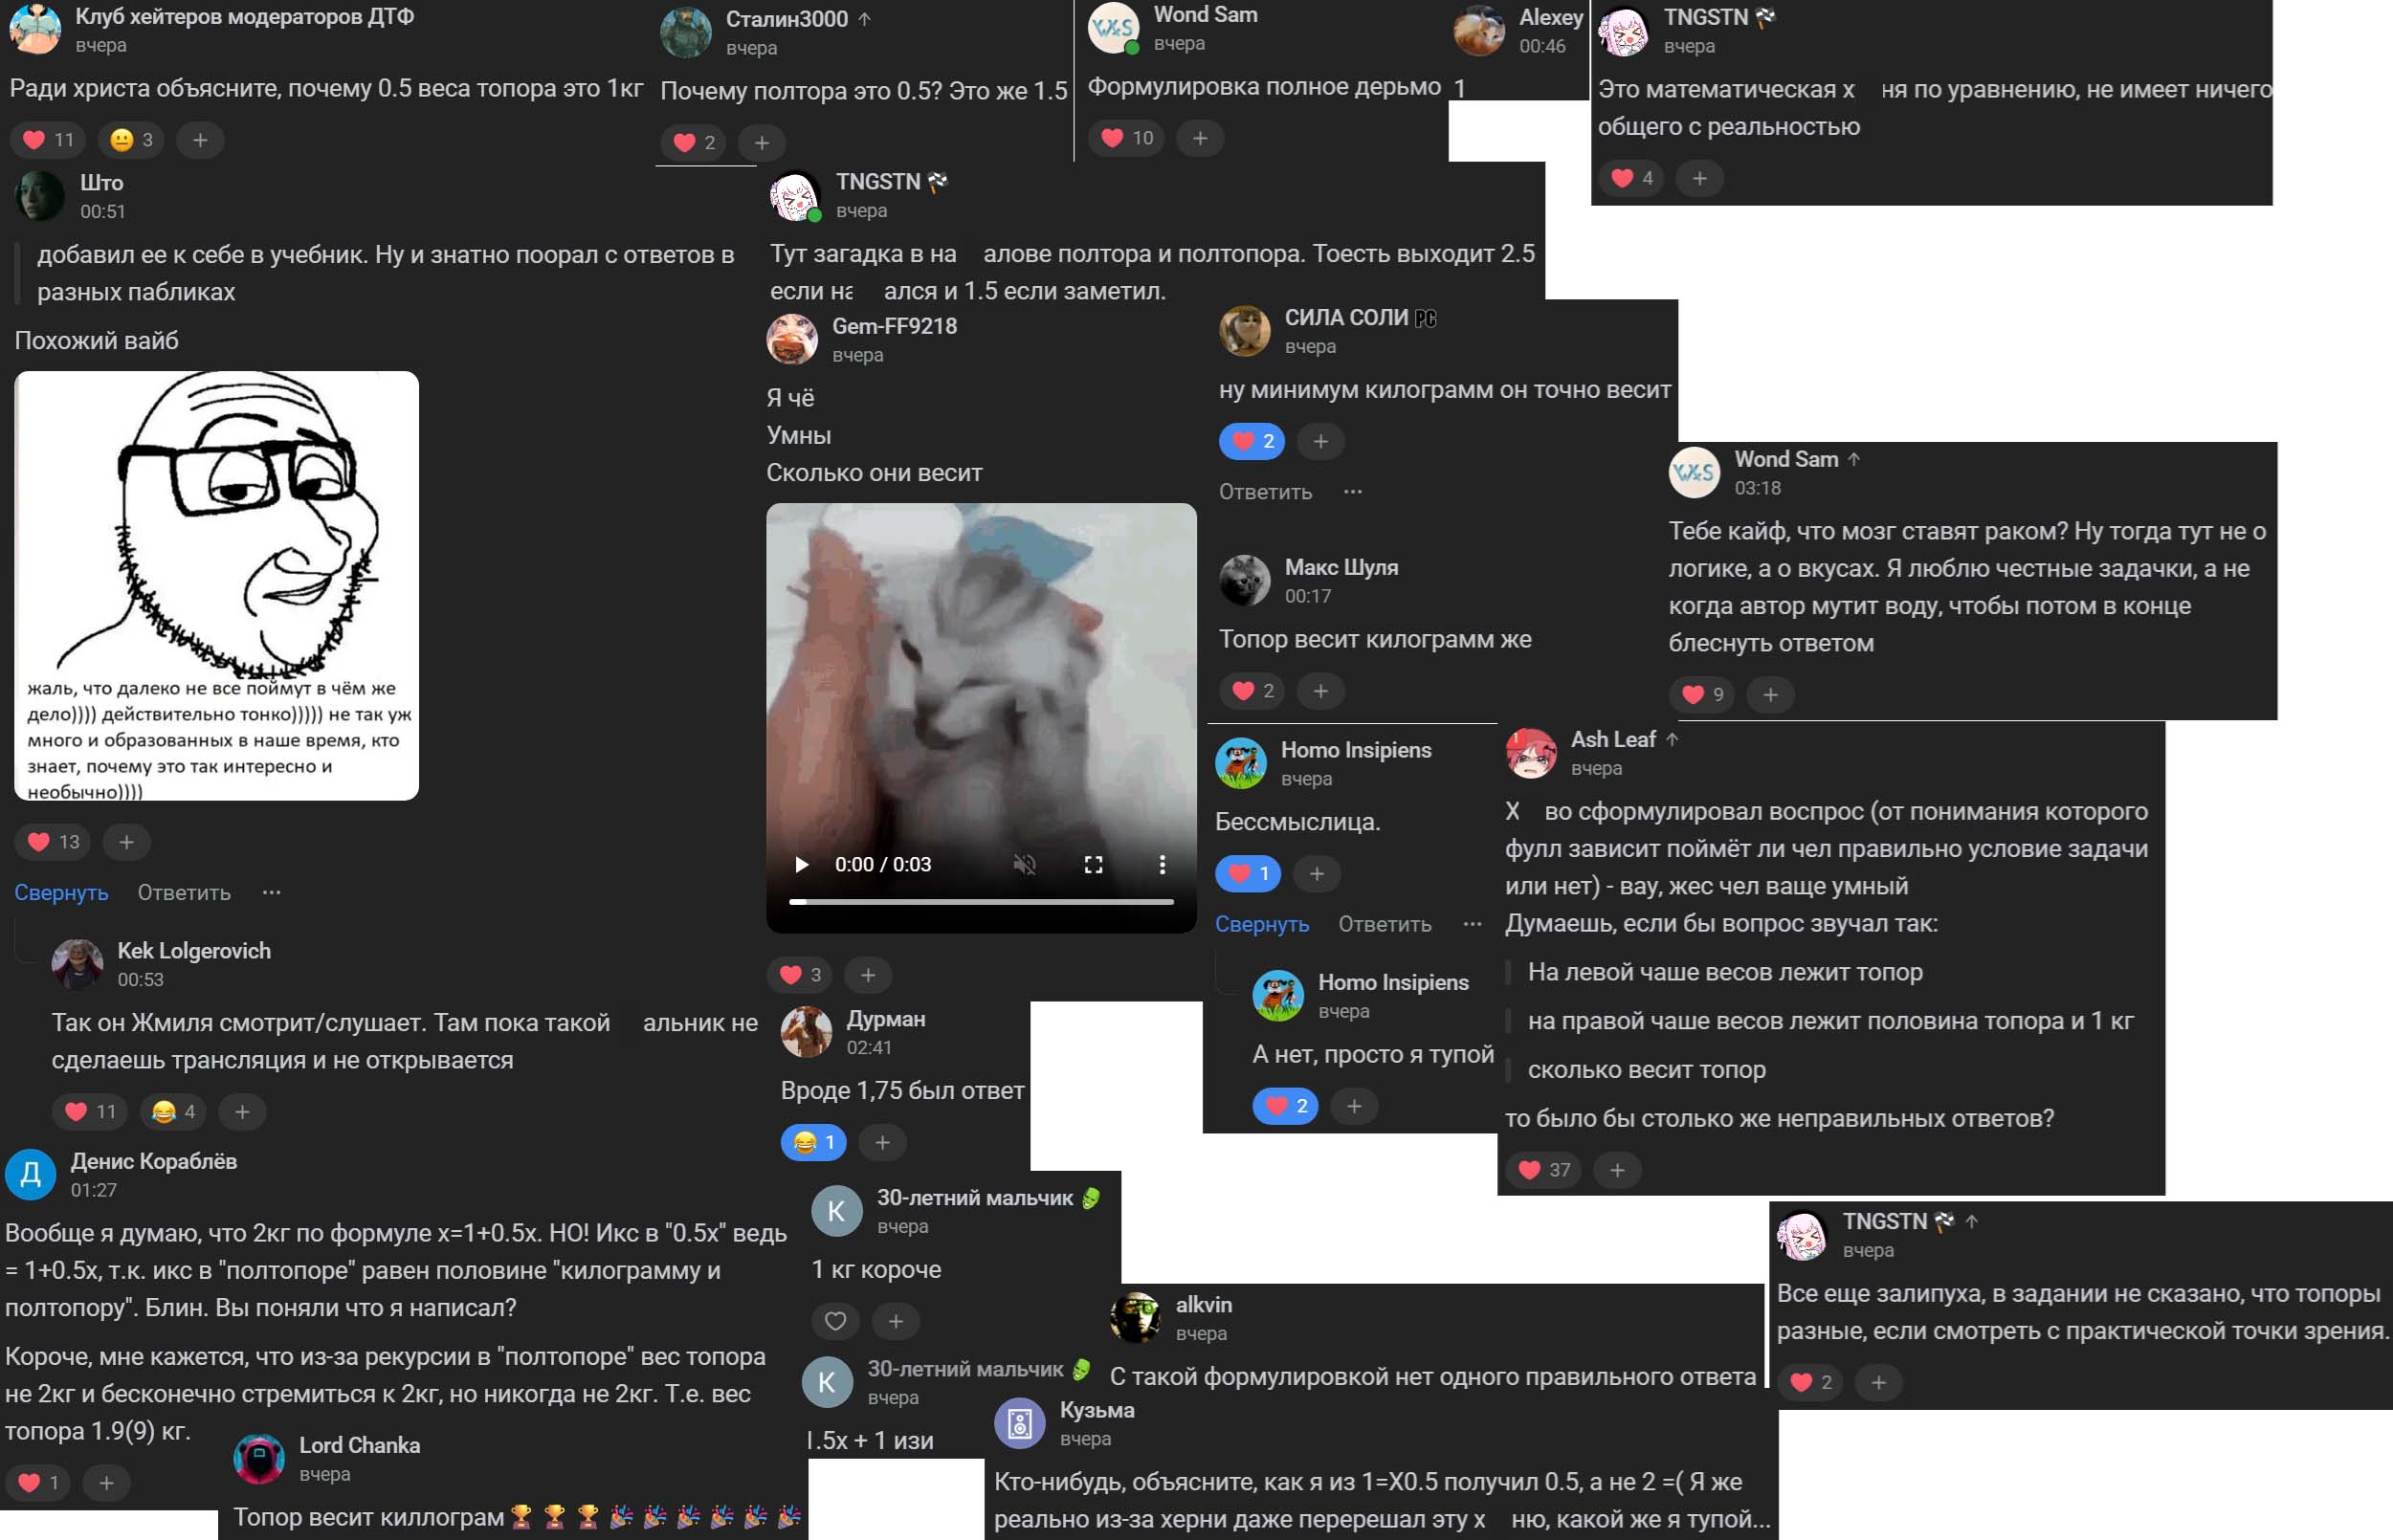 Клуб хейтеров модераторов ДТФ
вчера
Ради христа объясните, почему 0.5 веса топора это 1кг
11 3 +
Сталин3000 ↑
вчера
Почему полтора это 0.5? Это же 1.5
2 +
Wond Sam
вчера
Формулировка полное дерьмо
10 +
Alexey
00:46
1
TNGSTN
вчера
Это математическая х ня по уравнению, не имеет ничего
общего с реальностью
4 +
Што
00:51
добавил ее к себе в учебник. Ну и знатно поорал с ответов в
разных пабликах
Похожий вайб
жаль, что далеко не все поймут в чём же
дело)))) действительно тонко))))) не так уж
много и образованных в наше время, кто
знает, почему это так интересно и
необычно))))
13 +
Свернуть Ответить ...
Kek Lolgerovich
00:53
Так он Жмиля смотрит/слушает. Там пока такой альник не
сделаешь трансляция и не открывается
11 4 +
Денис Кораблёв
Д
01:27
Вообще я думаю, что 2кг по формуле x=1+0.5x. НО! Икс в "0.5x" ведь
= 1+0.5x, т.к. икс в "полтопоре" равен половине "килограмму и
полтопору". Блин. Вы поняли что я написал?
Короче, мне кажется, что из-за рекурсии в "полтопоре" вес топора
не 2кг и бесконечно стремиться к 2кг, но никогда не 2кг. Т.е. вес
топора 1.9(9) кг.
1 +
Lord Chanka
вчера
Топор весит киллограм
TNGSTN
вчера
Тут загадка в на алове полтора и полтопора. Тоесть выходит 2.5
если на ался и 1.5 если заметил.
Gem-FF9218
вчера
Я чё
Умны
Сколько они весит
0:00 / 0:03
3 +
Дурман
02:41
Вроде 1,75 был ответ
1 +
К
30-летний мальчик
вчера
1 кг короче
+
К
30-летний мальчик
вчера
.5x + 1 изи
СИЛА СОЛИ PC
вчера
ну минимум килограмм он точно весит
2 +
Ответить ...
Макс Шуля
00:17
Топор весит килограмм же
2 +
Homo Insipiens
вчера
Бессмыслица.
1 +
Свернуть Ответить ...
Homo Insipiens
вчера
А нет, просто я тупой
2 +
Wond Sam ↑
03:18
Тебе кайф, что мозг ставят раком? Ну тогда тут не о
логике, а о вкусах. Я люблю честные задачки, а не
когда автор мутит воду, чтобы потом в конце
блеснуть ответом
9 +
Ash Leaf ↑
вчера
Х во сформулировал воспрос (от понимания которого
фулл зависит поймёт ли чел правильно условие задачи
или нет) - вау, жес чел ваще умный
Думаешь, если бы вопрос звучал так:
На левой чаше весов лежит топор
на правой чаше весов лежит половина топора и 1 кг
сколько весит топор
то было бы столько же неправильных ответов?
37 +
alkvin
вчера
С такой формулировкой нет одного правильного ответа
Кузьма
вчера
Кто-нибудь, объясните, как я из 1=X0.5 получил 0.5, а не 2 =( Я же
реально из-за херни даже перерешал эту х ню, какой же я тупой...
TNGSTN ↑
вчера
Все еще залипуха, в задании не сказано, что топоры
разные, если смотреть с практической точки зрения.
2 +